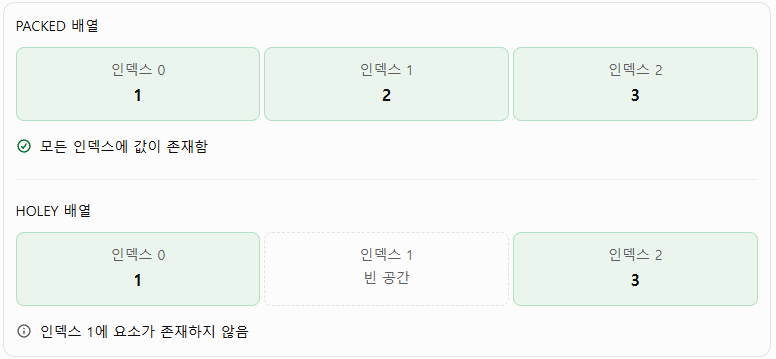 PACKED 배열
인덱스 0
1
인덱스 1
2
인덱스 2
3
모든 인덱스에 값이 존재함
HOLEY 배열
인덱스 0
1
인덱스 1
빈 공간
인덱스 2
3
인덱스 1에 요소가 존재하지 않음